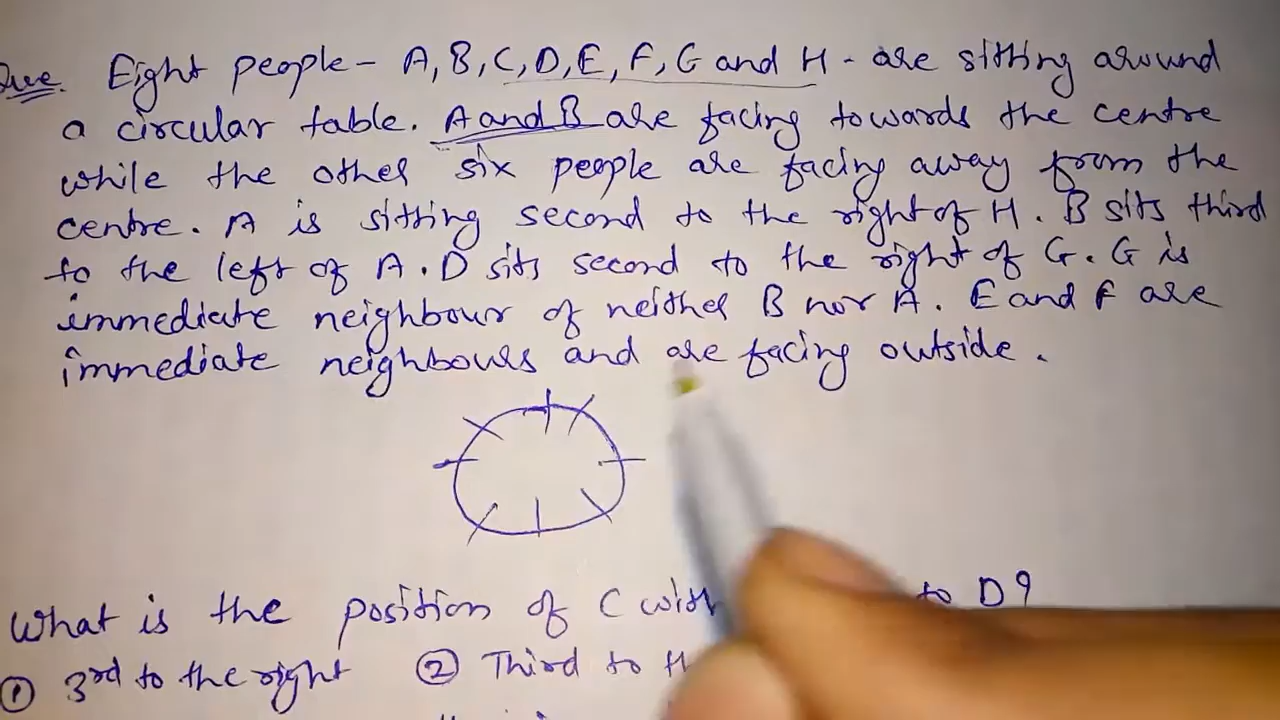 Que. Eight people - A, B, C, D, E, F, G and H - are sitting around
a circular table. A and B are facing towards the centre
while the other six people are facing away from the
centre. A is sitting second to the right of H. B sits third
to the left of A. D sits second to the right of G. G is
immediate neighbour of neither B nor A. E and F are
immediate neighbours and are facing outside.
What is the position of C with to D?
① 3rd to the right ② Third to